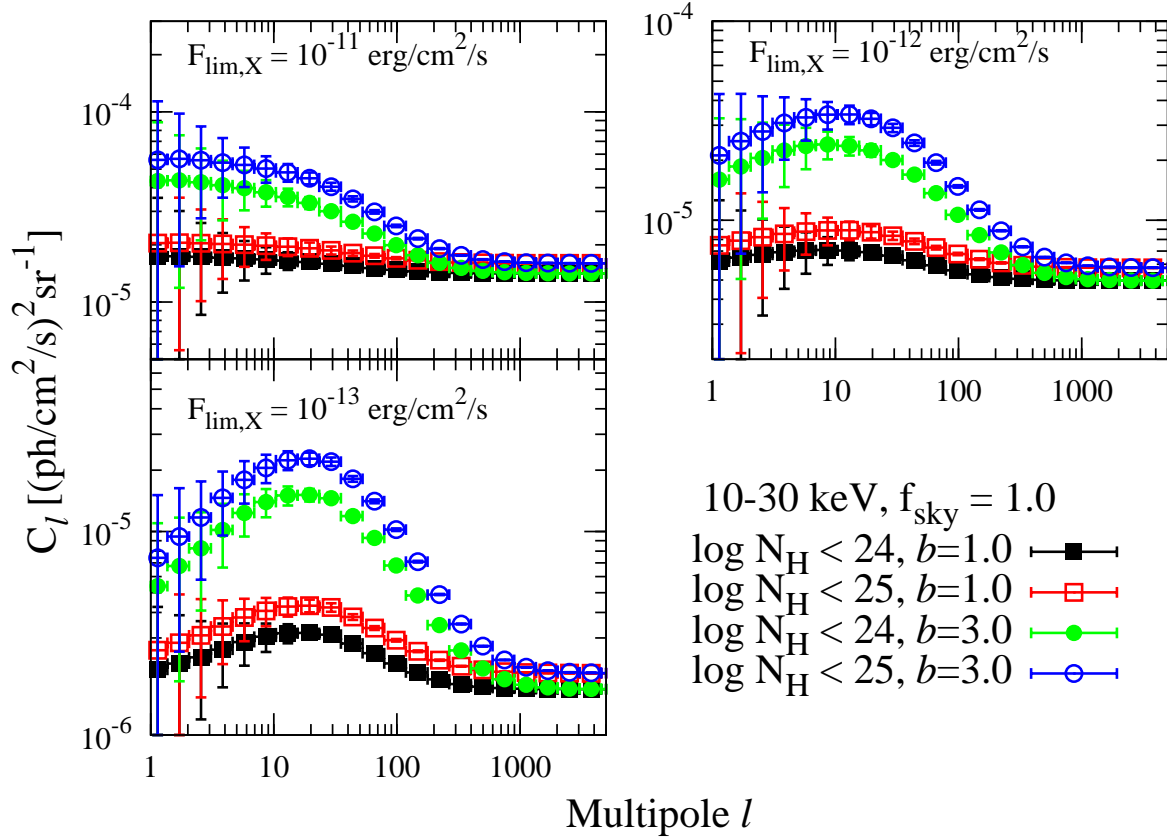 F_lim,X = 10^-11 erg/cm^2/s
10^-4
10^-5
F_lim,X = 10^-12 erg/cm^2/s
10^-4
10^-5
1 10 100 1000
F_lim,X = 10^-13 erg/cm^2/s
10^-5
10^-6
1 10 100 1000
C_l [(ph/cm^2/s)^2 sr^-1]
Multipole l
10-30 keV, f_sky = 1.0
log N_H < 24, b=1.0
log N_H < 25, b=1.0
log N_H < 24, b=3.0
log N_H < 25, b=3.0